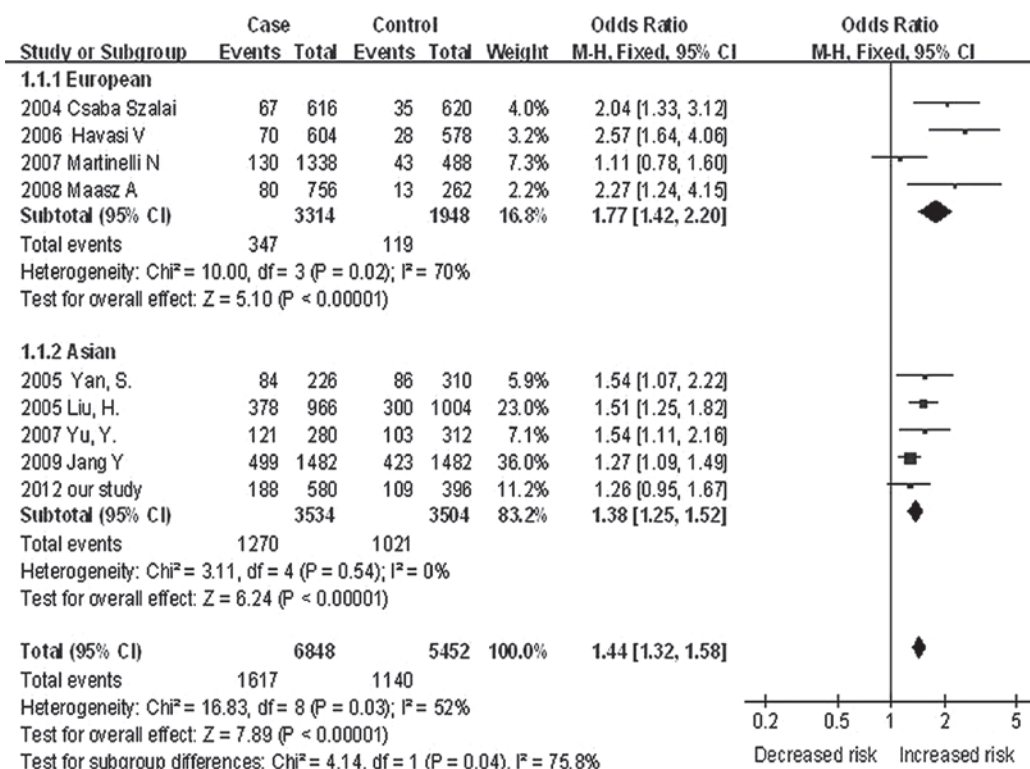 Case Control Odds Ratio Odds Ratio
Study or Subgroup Events Total Events Total Weight M-H, Fixed, 95% CI M-H, Fixed, 95% CI
1.1.1 European
2004 Csaba Szalai 67 616 35 620 4.0% 2.04 [1.33, 3.12]
2006 Havasi V 70 604 28 578 3.2% 2.57 [1.64, 4.06]
2007 Martinelli N 130 1338 43 488 7.3% 1.11 [0.78, 1.60]
2008 Maasz A 80 756 13 262 2.2% 2.27 [1.24, 4.15]
Subtotal (95% CI) 3314 1948 16.8% 1.77 [1.42, 2.20]
Total events 347 119
Heterogeneity: Chi² = 10.00, df = 3 (P = 0.02); I² = 70%
Test for overall effect: Z = 5.10 (P < 0.00001)
1.1.2 Asian
2005 Yan, S. 84 226 86 310 5.9% 1.54 [1.07, 2.22]
2005 Liu, H. 378 966 300 1004 23.0% 1.51 [1.25, 1.82]
2007 Yu, Y. 121 280 103 312 7.1% 1.54 [1.11, 2.16]
2009 Jang Y 499 1482 423 1482 36.0% 1.27 [1.09, 1.49]
2012 our study 188 580 109 396 11.2% 1.26 [0.95, 1.67]
Subtotal (95% CI) 3534 3504 83.2% 1.38 [1.25, 1.52]
Total events 1270 1021
Heterogeneity: Chi² = 3.11, df = 4 (P = 0.54); I² = 0%
Test for overall effect: Z = 6.24 (P < 0.00001)
Total (95% CI) 6848 5452 100.0% 1.44 [1.32, 1.58]
Total events 1617 1140
Heterogeneity: Chi² = 16.83, df = 8 (P = 0.03); I² = 52%
Test for overall effect: Z = 7.89 (P < 0.00001)
Test for subgroup differences: Chi² = 4.14, df = 1 (P = 0.04), I² = 75.8%
0.2 0.5 1 2 5
Decreased risk Increased risk